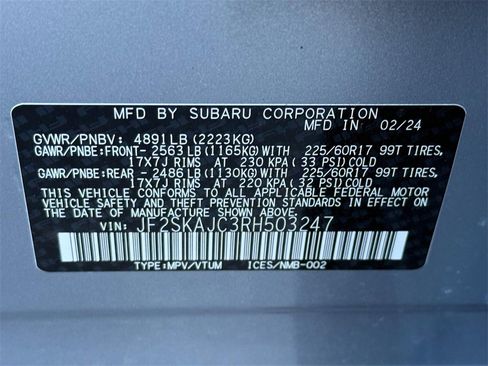 MFD BY SUBARU CORPORATION
MFD IN 02/24
GVWR/PNBV: 4891LB(2223KG)
GAWR/PNBE:FRONT-2563LB(1165KG)WITH 225/60R17 99T TIRES,
17X7J RIMS AT 230 KPA(33 PSI)COLD
GAWR/PNBE:REAR -2486LB(1130KG)WITH 225/60R17 99T TIRES,
17X7J RIMS AT 220 KPA(32 PSI)COLD
THIS VEHICLE CONFORMS TO ALL APPLICABLE FEDERAL MOTOR
VEHICLE SAFETY, BUMPER, AND THEFT PREVENTION STANDARDS IN EFFECT
ON THE DATE OF MANUFACTURE SHOWN ABOVE.
VIN: JF2SKAJC3RH503247
TYPE:MPV/VTUM ICES/NMB-002